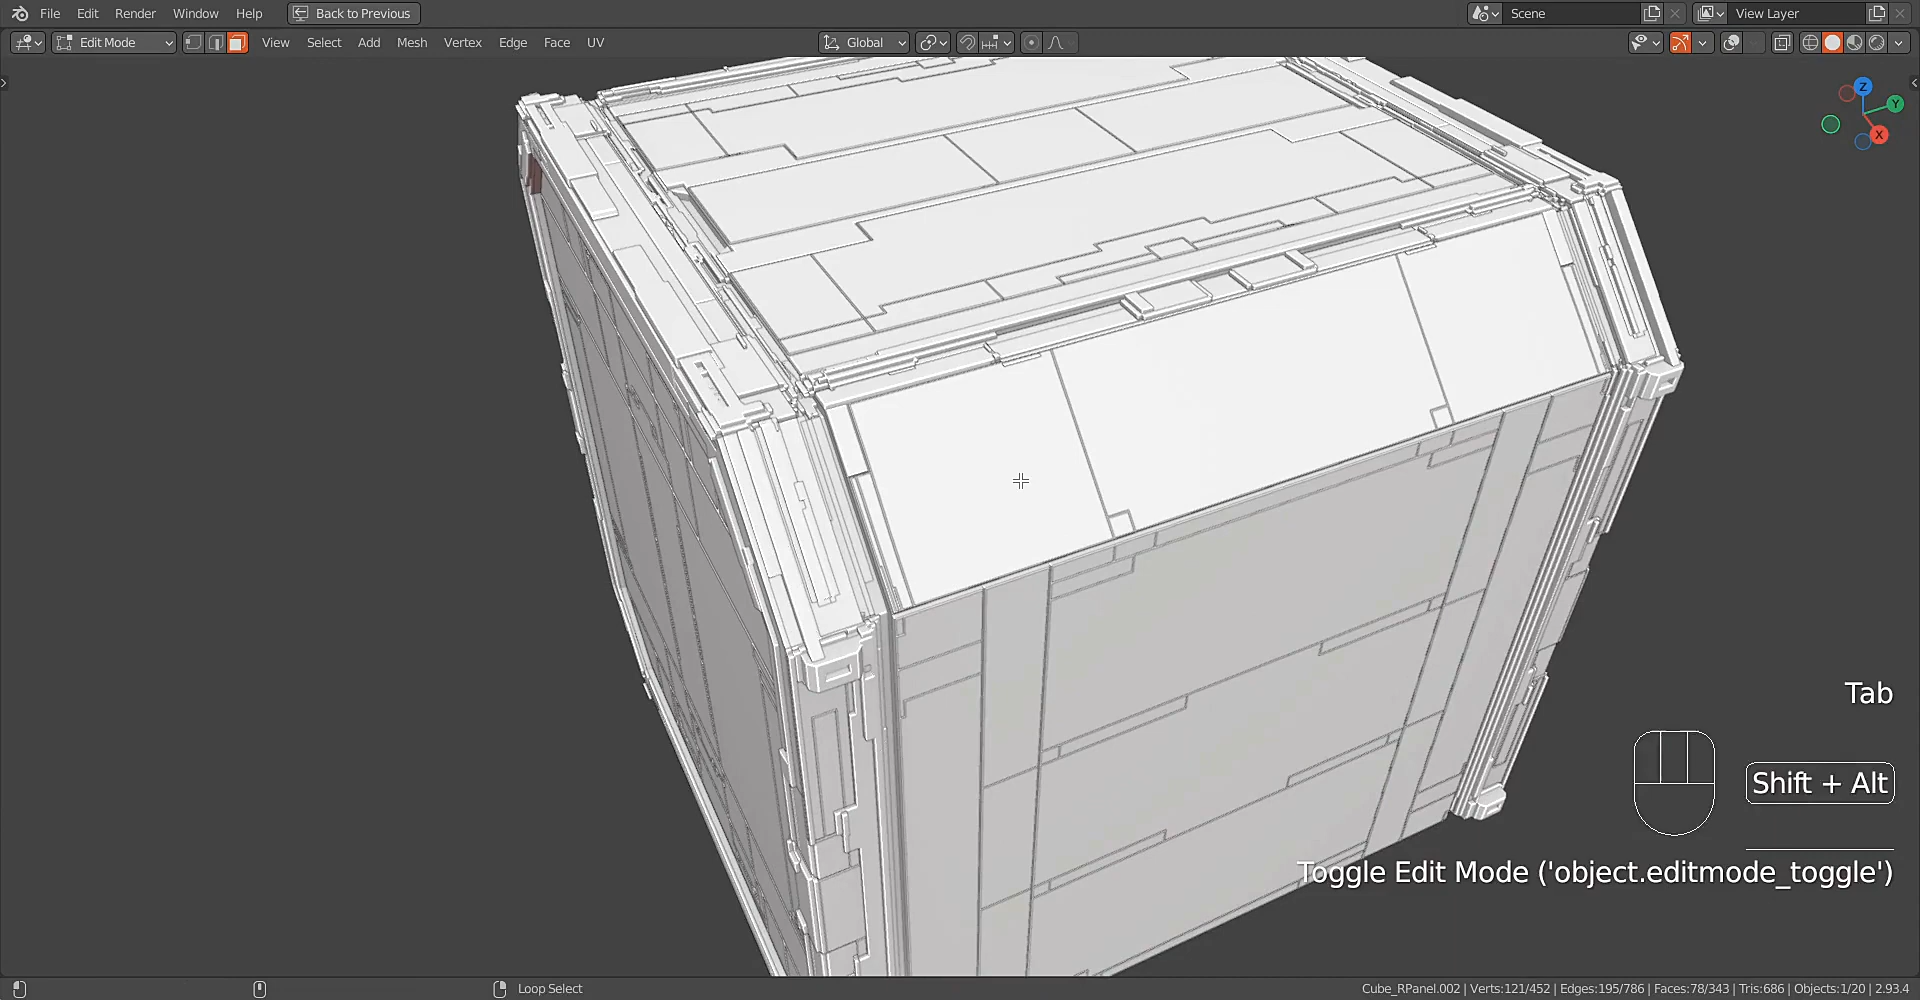 File Edit Render Window Help Back to Previous Scene View Layer
Edit Mode View Select Add Mesh Vertex Edge Face UV Global
Z
Y
X
Tab
Shift + Alt
Toggle Edit Mode ('object.editmode_toggle')
Loop Select Cube_RPanel.002 | Verts:121/452 | Edges:195/786 | Faces:78/343 | Tris:686 | Objects:1/20 | 2.93.4